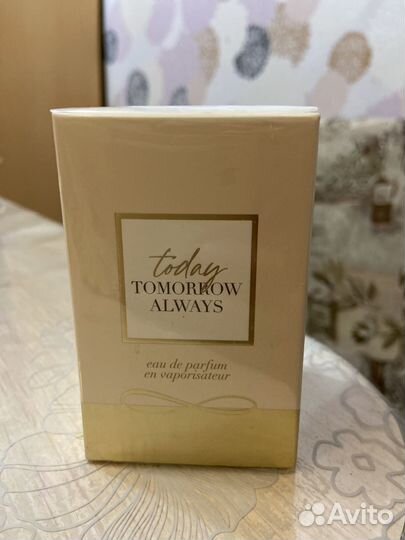 today
TOMORROW
ALWAYS
eau de parfum
en vaporisateur
Avito